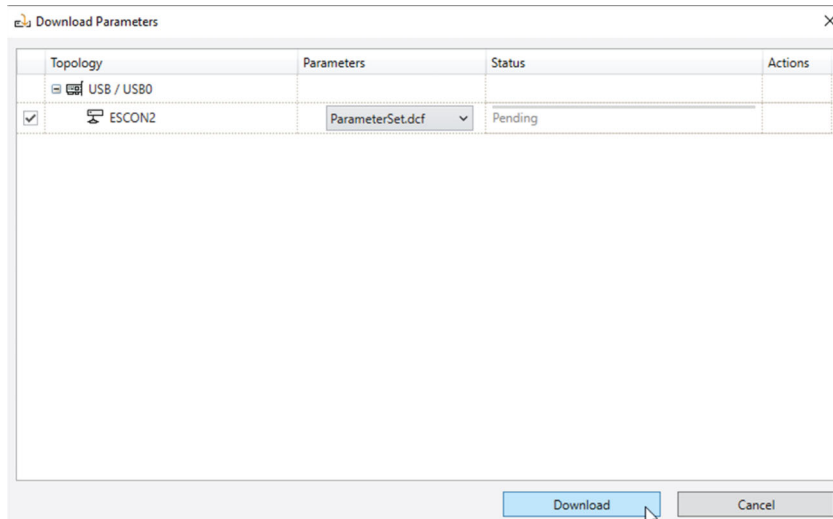 Download Parameters
Topology Parameters Status Actions
USB / USB0
ESCON2 ParameterSet.dcf Pending
Download Cancel